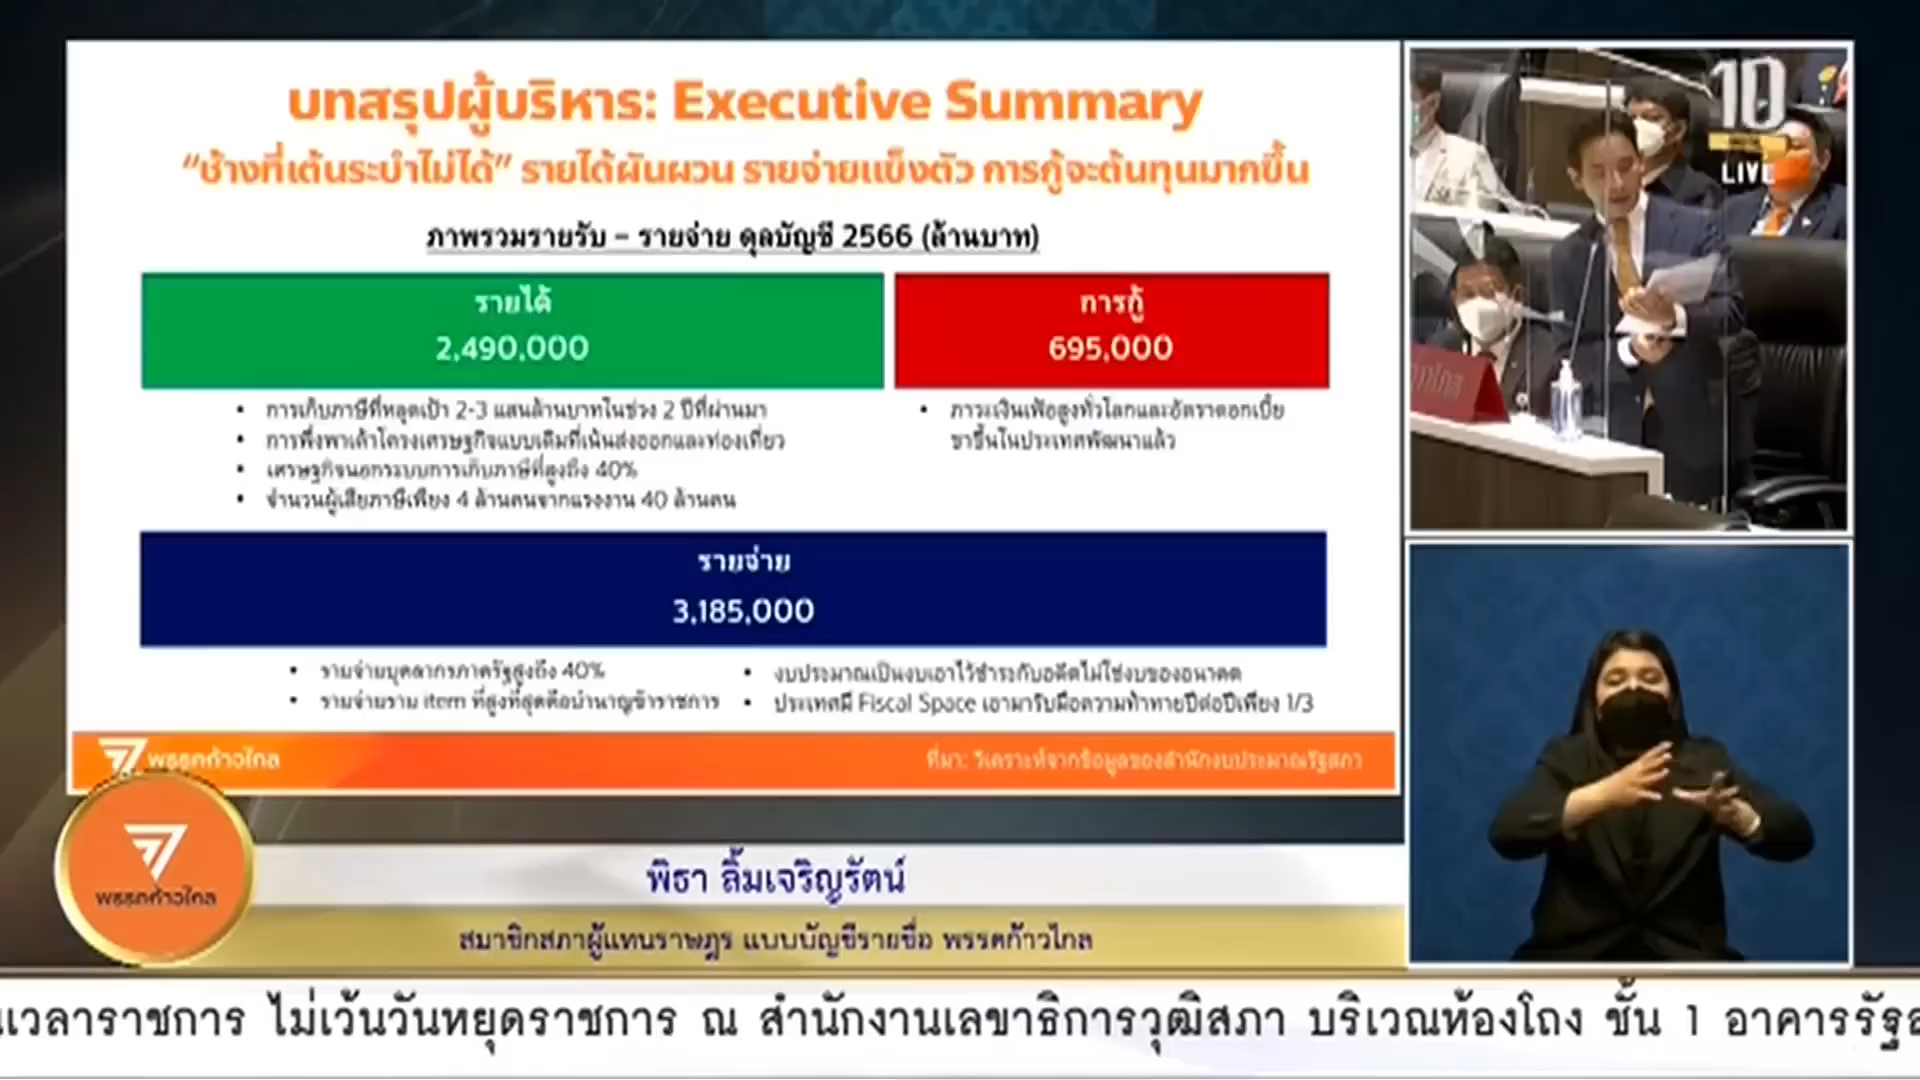 บทสรุปผู้บริหาร: Executive Summary
“ช้างที่เต้นระบำไม่ได้” รายได้ผันผวน รายจ่ายแข็งตัว การกู้จะต้นทุนมากขึ้น
ภาพรวมรายรับ – รายจ่าย ดุลบัญชี 2566 (ล้านบาท)
รายได้
2,490,000
• การเก็บภาษีที่หลุดเป้า 2-3 แสนล้านบาทในช่วง 2 ปีที่ผ่านมา
• การพึ่งพาเค้าโครงเศรษฐกิจแบบเดิมที่เน้นส่งออกและท่องเที่ยว
• เศรษฐกิจนอกระบบการเก็บภาษีที่สูงถึง 40%
• จำนวนผู้เสียภาษีเพียง 4 ล้านคนจากแรงงาน 40 ล้านคน
การกู้
695,000
• ภาวะเงินเฟ้อสูงทั่วโลกและอัตราดอกเบี้ย
ขาขึ้นในประเทศพัฒนาแล้ว
รายจ่าย
3,185,000
• รายจ่ายบุคลากรภาครัฐสูงถึง 40%
• รายจ่ายราย item ที่สูงที่สุดคือบำนาญข้าราชการ
• งบประมาณเป็นงบเอาไว้ชำระกับอดีตไม่ใช่งบของอนาคต
• ประเทศมี Fiscal Space เอามารับมือความท้าทายปีต่อปีเพียง 1/3
พรรคก้าวไกล
ที่มา: วิเคราะห์จากข้อมูลของสำนักงบประมาณรัฐสภา
10
LIVE
พรรคก้าวไกล
พิธา ลิ้มเจริญรัตน์
สมาชิกสภาผู้แทนราษฎร แบบบัญชีรายชื่อ พรรคก้าวไกล
นเวลาราชการ ไม่เว้นวันหยุดราชการ ณ สำนักงานเลขาธิการวุฒิสภา บริเวณห้องโถง ชั้น 1 อาคารรัฐส